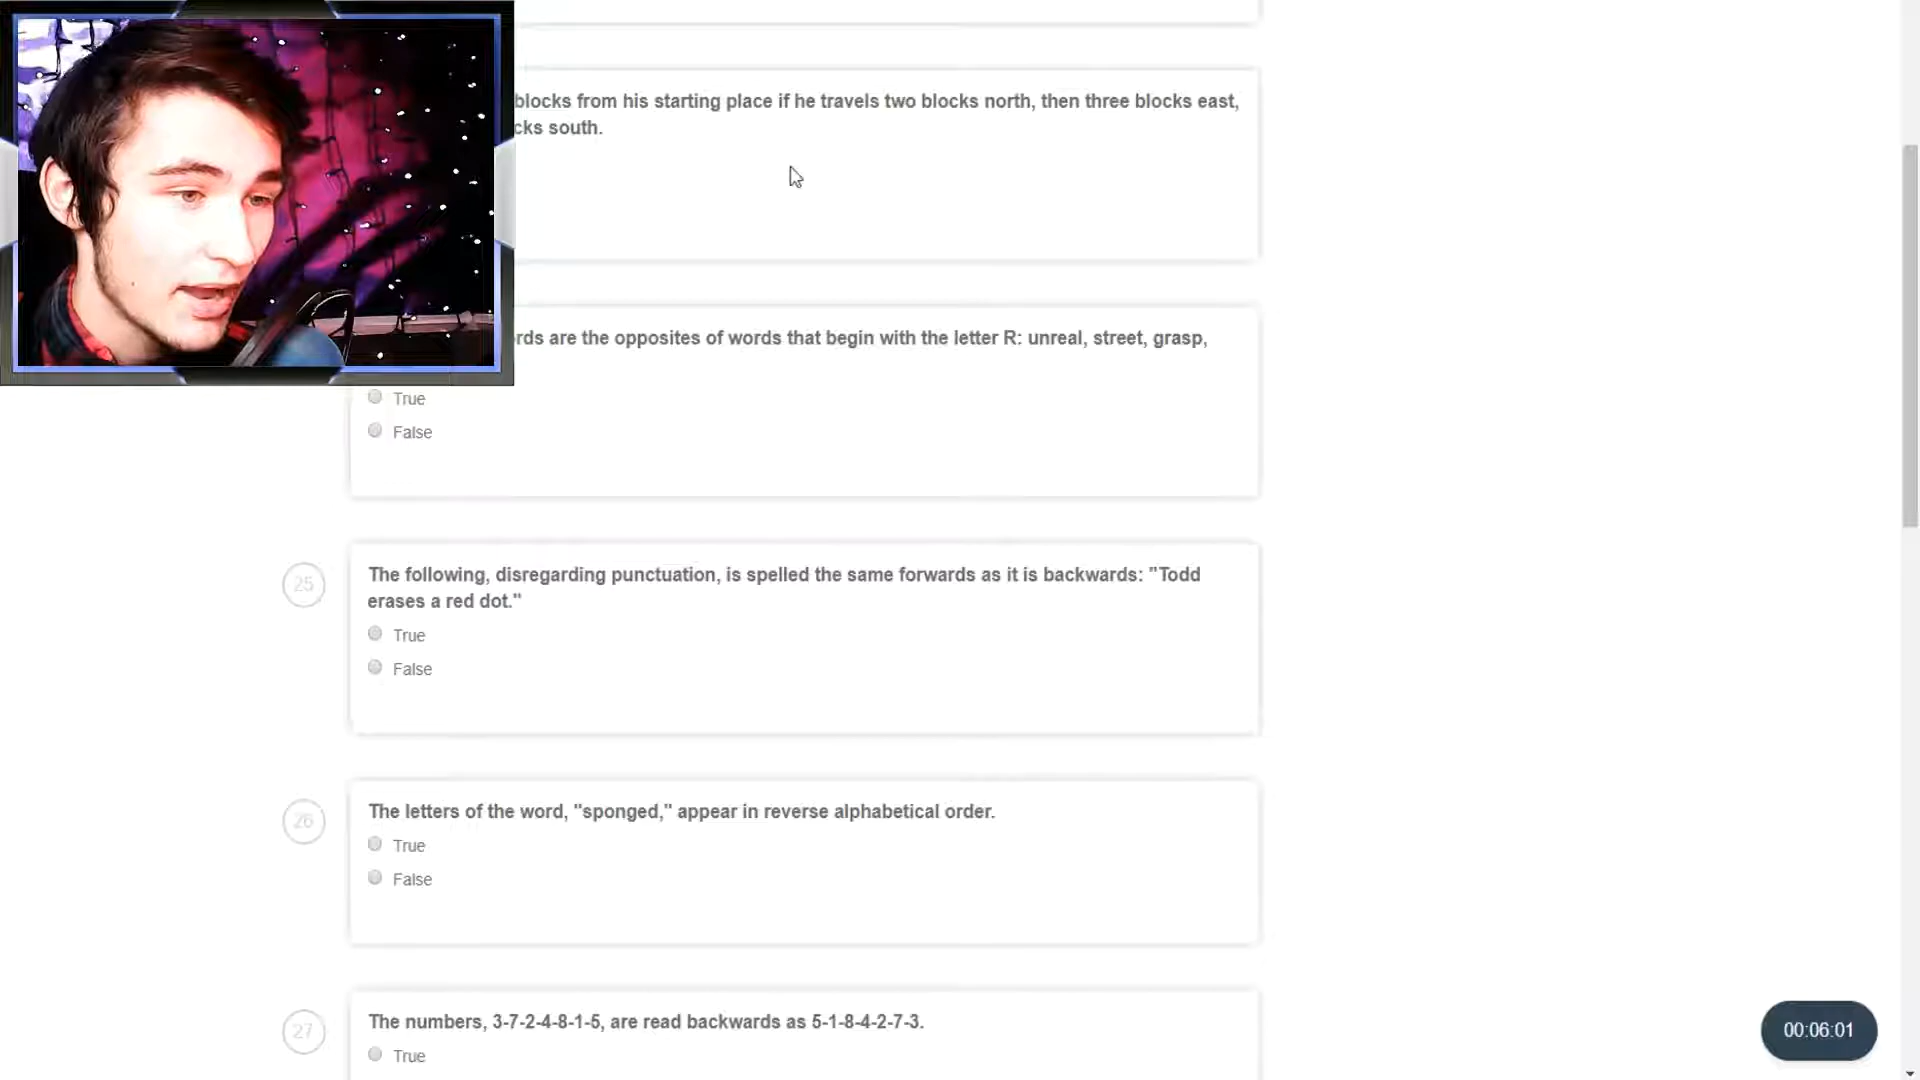 blocks from his starting place if he travels two blocks north, then three blocks east,
south.
are the opposites of words that begin with the letter R: unreal, street, grasp,
True
False
25
The following, disregarding punctuation, is spelled the same forwards as it is backwards: "Todd
erases a red dot."
True
False
26
The letters of the word, "sponged," appear in reverse alphabetical order.
True
False
27
The numbers, 3-7-2-4-8-1-5, are read backwards as 5-1-8-4-2-7-3.
True
00:06:01